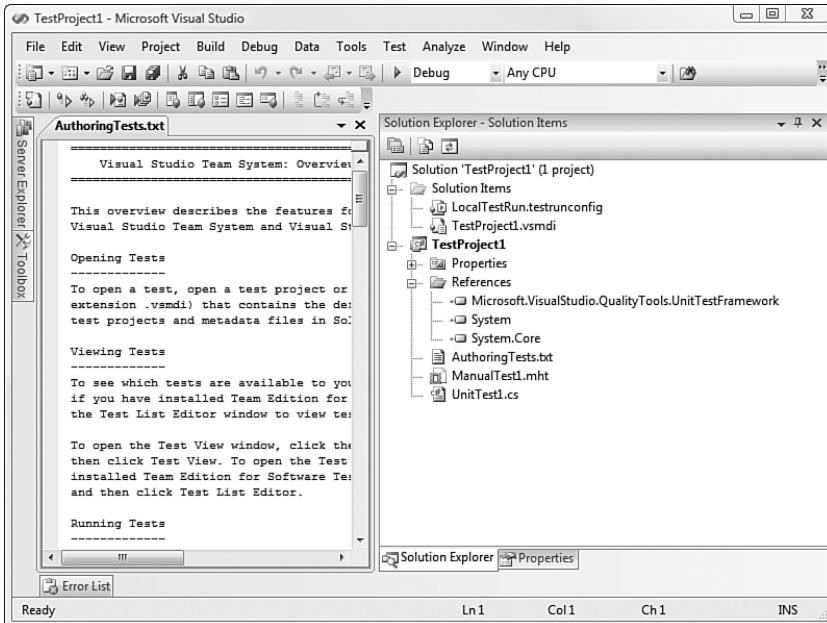 TestProject1 - Microsoft Visual Studio
File Edit View Project Build Debug Data Tools Test Analyze Window Help
Debug Any CPU
Server Explorer
Toolbox
AuthoringTests.txt
=======================================
Visual Studio Team System: Overview
=======================================
This overview describes the features fo
Visual Studio Team System and Visual St
Opening Tests
-------------
To open a test, open a test project or
extension .vsmdi) that contains the de
test projects and metadata files in Sol
Viewing Tests
-------------
To see which tests are available to you
if you have installed Team Edition for
the Test List Editor window to view te
To open the Test View window, click the
then click Test View. To open the Test
installed Team Edition for Software Te
and then click Test List Editor.
Running Tests
-------------
Solution Explorer - Solution Items
Solution 'TestProject1' (1 project)
Solution Items
LocalTestRun.testrunconfig
TestProject1.vsmdi
TestProject1
Properties
References
Microsoft.VisualStudio.QualityTools.UnitTestFramework
System
System.Core
AuthoringTests.txt
ManualTest1.mht
UnitTest1.cs
Solution Explorer Properties
Error List
Ready Ln 1 Col 1 Ch 1 INS